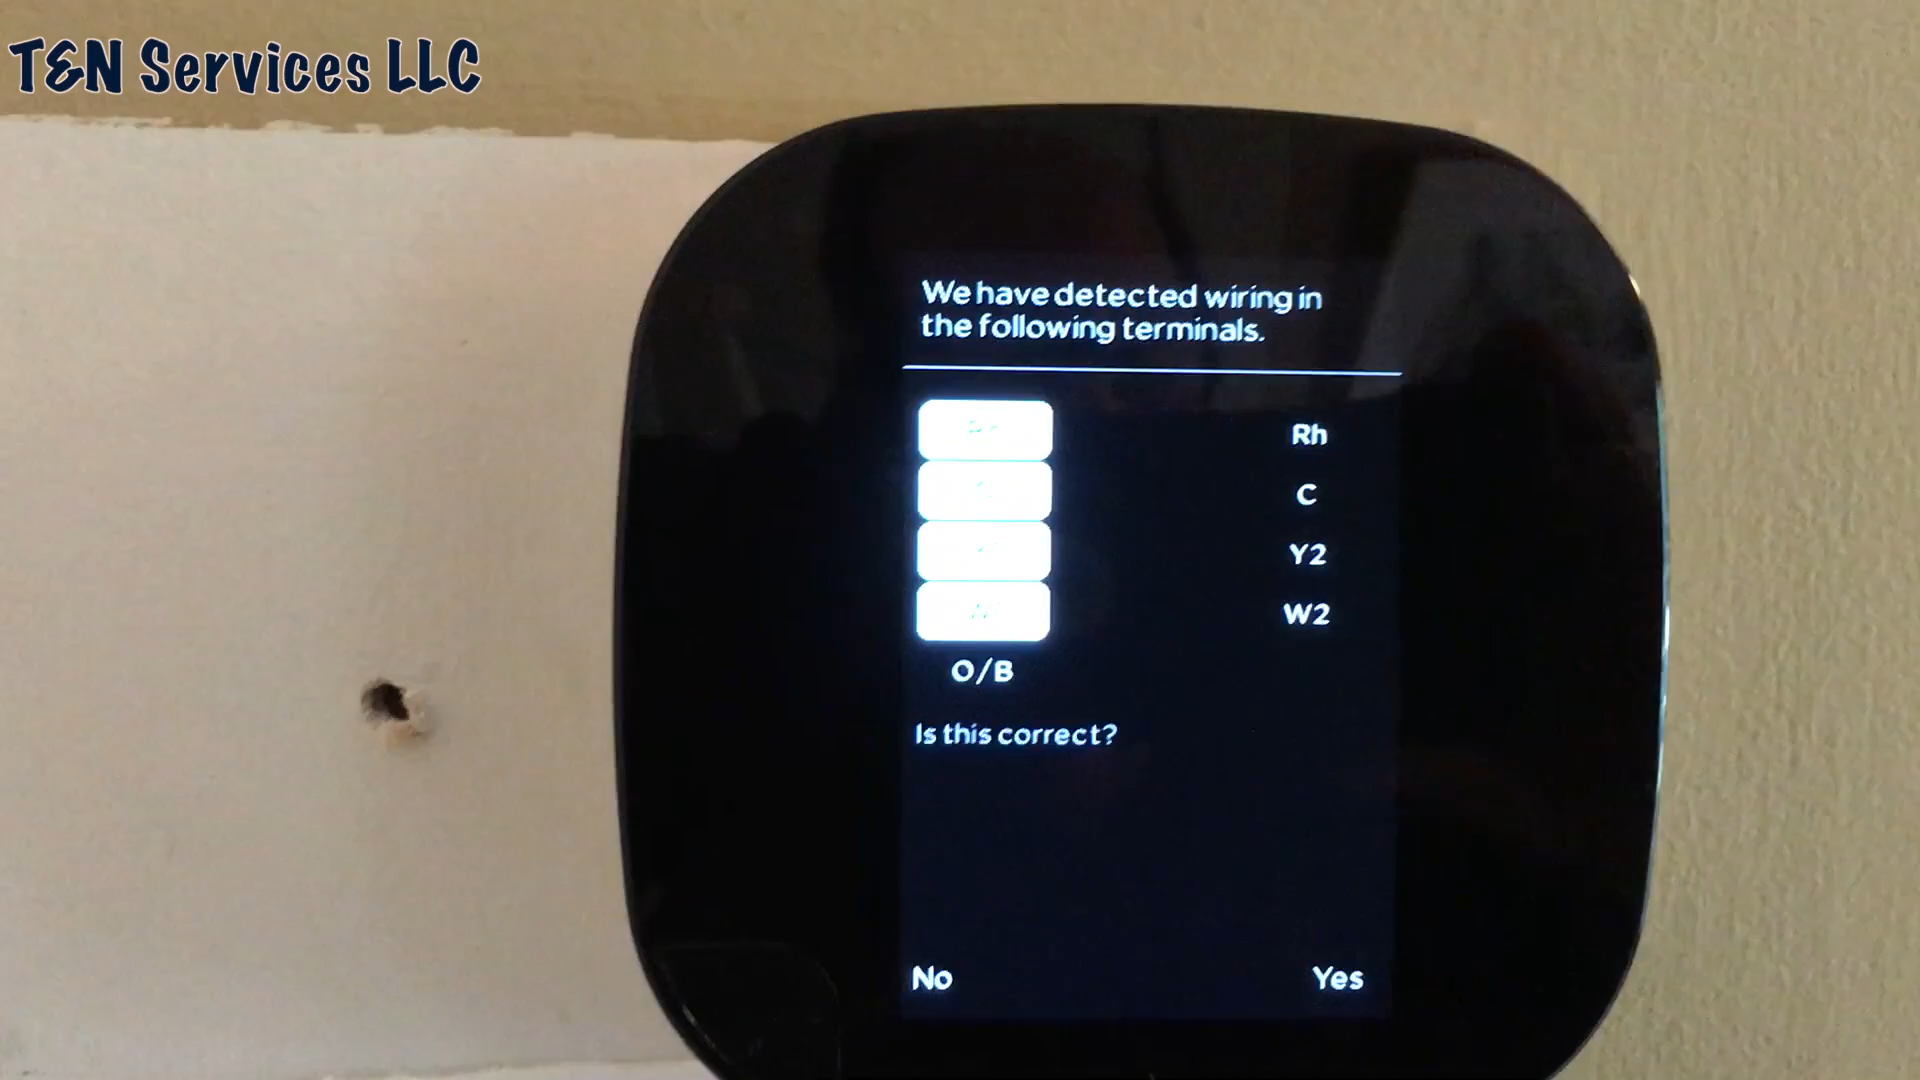 T&N Services LLC
We have detected wiring in
the following terminals.
Rh
C
Y2
W2
O/B
Is this correct?
No Yes